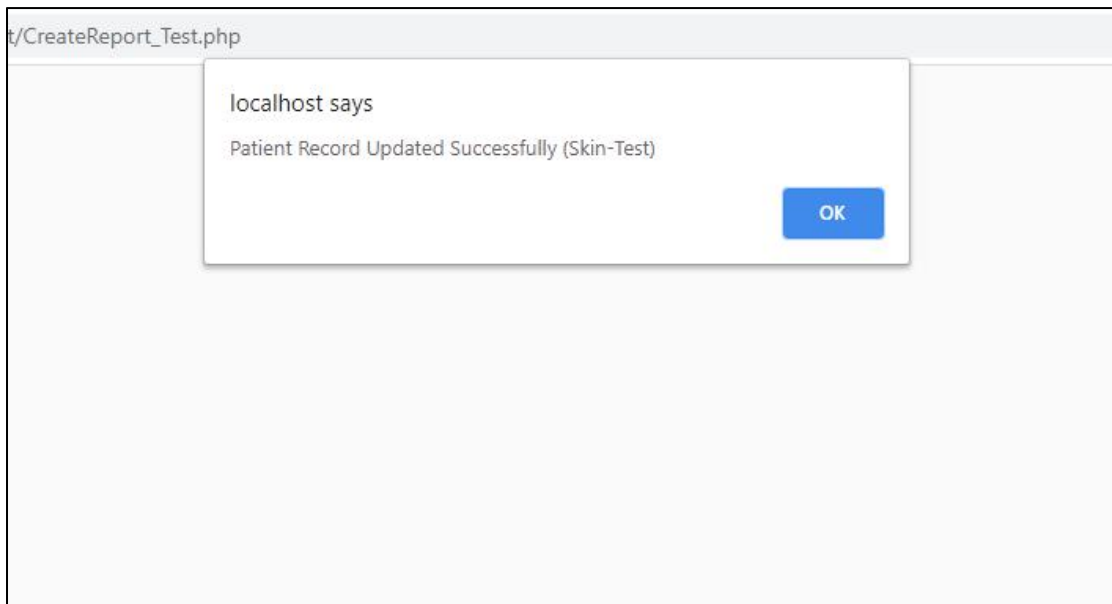 t/CreateReport_Test.php
localhost says
Patient Record Updated Successfully (Skin-Test)
OK